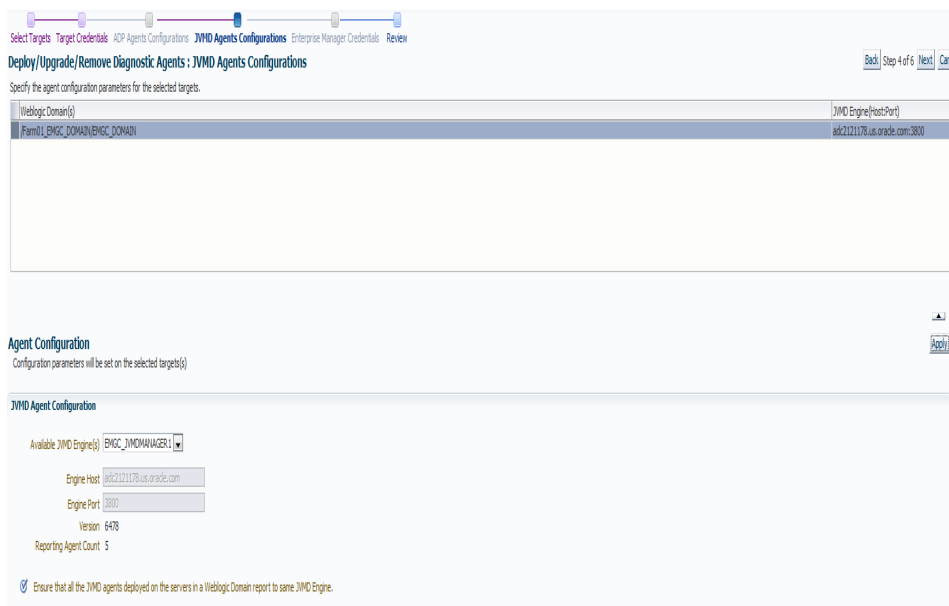 Select Targets Target Credentials ADP Agents Configurations JVMD Agents Configurations Enterprise Manager Credentials Review
Deploy/Upgrade/Remove Diagnostic Agents : JVMD Agents Configurations
Back Step 4 of 6 Next Can
Specify the agent configuration parameters for the selected targets.
Weblogic Domain(s) JVMD Engine(Host:Port)
/Farm01_EMGC_DOMAIN/EMGC_DOMAIN adc2121178.us.oracle.com:3800
Agent Configuration
Apply
Configuration parameters will be set on the selected targets(s)
JVMD Agent Configuration
Available JVMD Engine(s) EMGC_JVMDMANAGER1
Engine Host adc2121178.us.oracle.com
Engine Port 3800
Version 6478
Reporting Agent Count 5
Ensure that all the JVMD agents deployed on the servers in a Weblogic Domain report to same JVMD Engine.